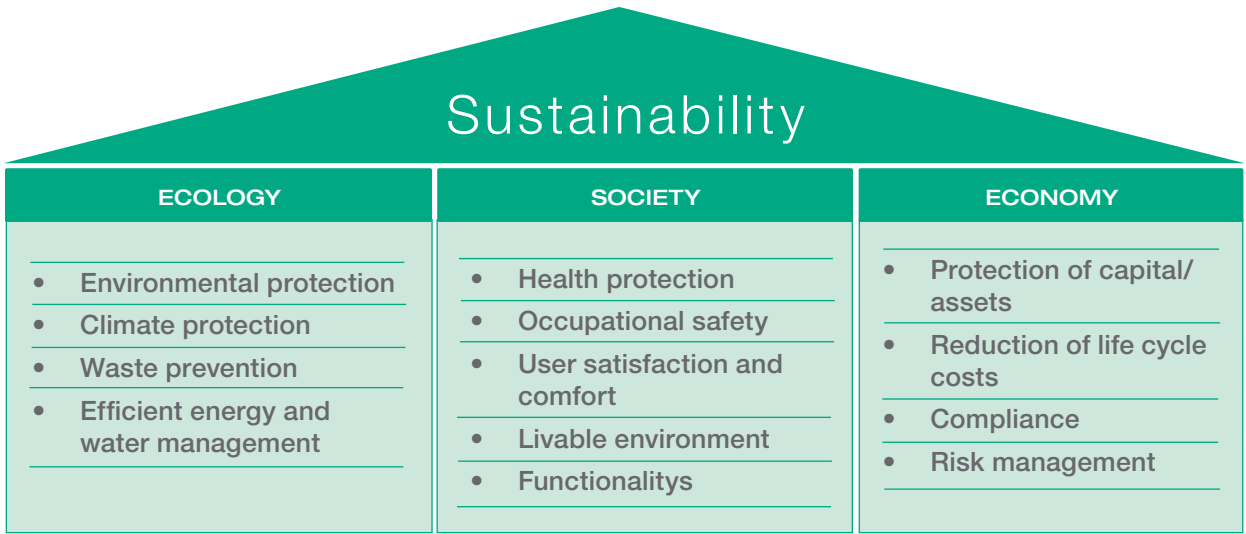 Sustainability
ECOLOGY
• Environmental protection
• Climate protection
• Waste prevention
• Efficient energy and
water management
SOCIETY
• Health protection
• Occupational safety
• User satisfaction and
comfort
• Livable environment
• Functionalitys
ECONOMY
• Protection of capital/
assets
• Reduction of life cycle
costs
• Compliance
• Risk management